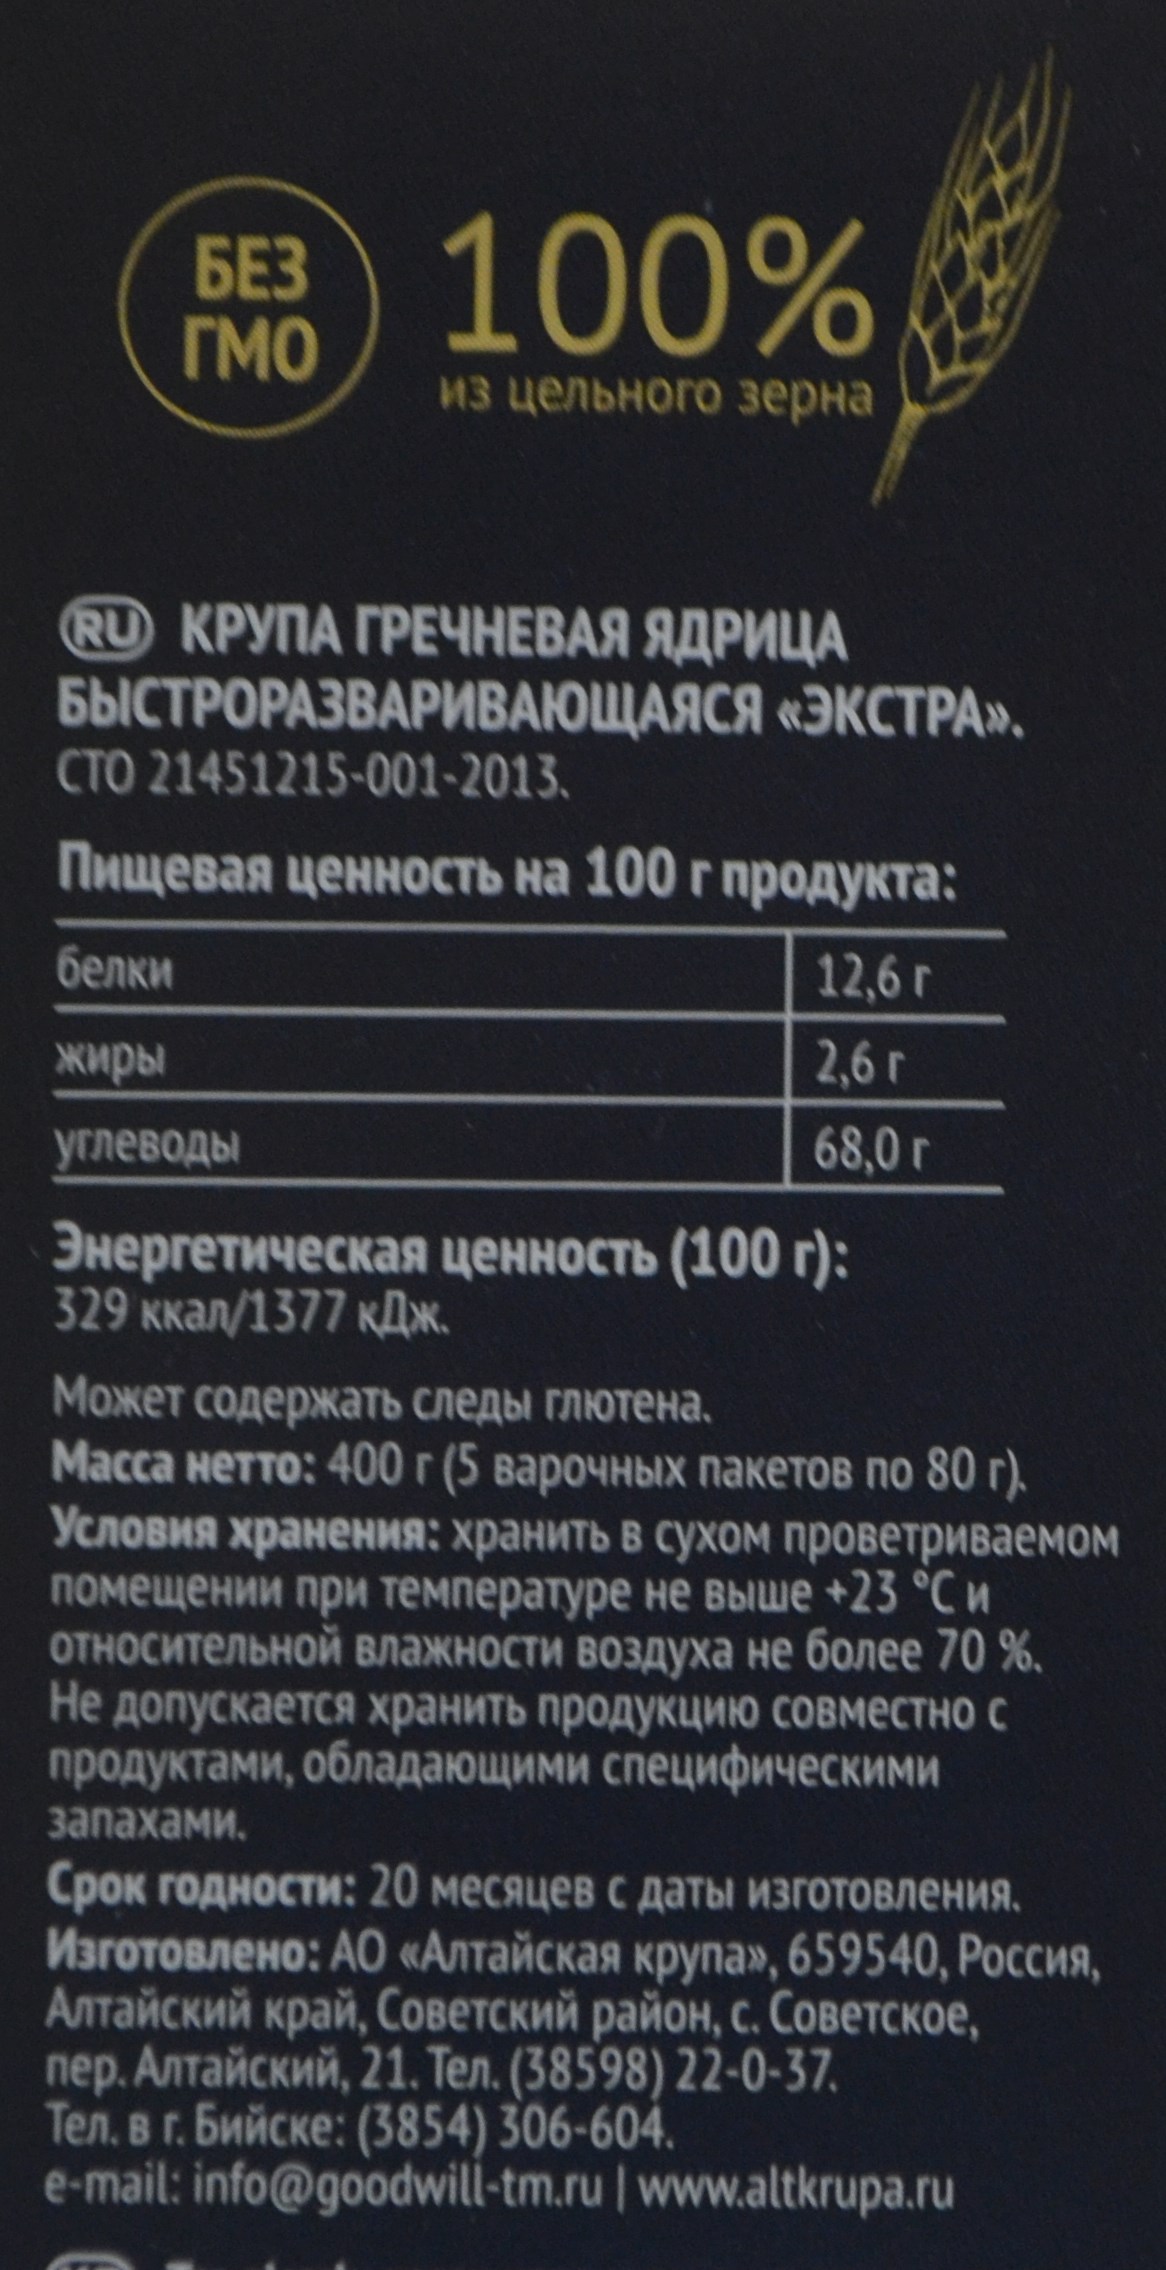 БЕЗ
ГМО
100%
из цельного зерна
RU КРУПА ГРЕЧНЕВАЯ ЯДРИЦА
БЫСТРОРАЗВАРИВАЮЩАЯСЯ «ЭКСТРА».
СТО 21451215-001-2013.
Пищевая ценность на 100 г продукта:
белки 12,6 г
жиры 2,6 г
углеводы 68,0 г
Энергетическая ценность (100 г):
329 ккал/1377 кДж.
Может содержать следы глютена.
Масса нетто: 400 г (5 варочных пакетов по 80 г).
Условия хранения: хранить в сухом проветриваемом
помещении при температуре не выше +23 °С и
относительной влажности воздуха не более 70 %.
Не допускается хранить продукцию совместно с
продуктами, обладающими специфическими
запахами.
Срок годности: 20 месяцев с даты изготовления.
Изготовлено: АО «Алтайская крупа», 659540, Россия,
Алтайский край, Советский район, с. Советское,
пер. Алтайский, 21. Тел. (38598) 22-0-37.
Тел. в г. Бийске: (3854) 306-604.
e-mail: info@goodwill-tm.ru | www.altkrupa.ru